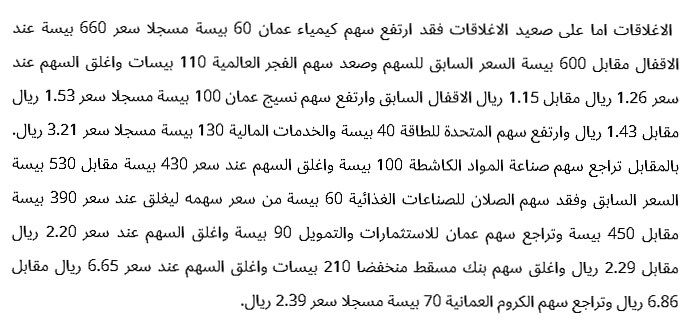 الاغلاقات اما على صعيد الاغلاقات فقد ارتفع سهم كيمياء عمان 60 بيسة مسجلا سعر 660 بيسة عند
الاقفال مقابل 600 بيسة السعر السابق للسهم وصعد سهم الفجر العالمية 110 بيسات واغلق السهم عند
سعر 1.26 ريال مقابل 1.15 ريال الاقفال السابق وارتفع سهم نسيج عمان 100 بيسة مسجلا سعر 1.53 ريال
مقابل 1.43 ريال وارتفع سهم المتحدة للطاقة 40 بيسة والخدمات المالية 130 بيسة مسجلا سعر 3.21 ريال.
بالمقابل تراجع سهم صناعة المواد الكاشطة 100 بيسة واغلق السهم عند سعر 430 بيسة مقابل 530 بيسة
السعر السابق وفقد سهم الصلان للصناعات الغذائية 60 بيسة من سعر سهمه ليغلق عند سعر 390 بيسة
مقابل 450 بيسة وتراجع سهم عمان للاستثمارات والتمويل 90 بيسة واغلق السهم عند سعر 2.20 ريال
مقابل 2.29 ريال واغلق سهم بنك مسقط منخفضا 210 بيسات واغلق السهم عند سعر 6.65 ريال مقابل
6.86 ريال وتراجع سهم الكروم العمانية 70 بيسة مسجلا سعر 2.39 ريال.